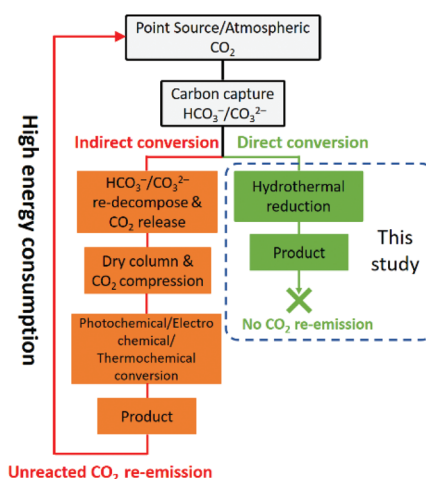 Point Source/Atmospheric
CO₂
Carbon capture
HCO₃⁻/CO₃²⁻
Indirect conversion
Direct conversion
HCO₃⁻/CO₃²⁻
re-decompose &
CO₂ release
Dry column &
CO₂ compression
Photochemical/Electro
chemical/
Thermochemical
conversion
Product
Unreacted CO₂ re-emission
High energy consumption
Hydrothermal
reduction
Product
No CO₂ re-emission
This
study